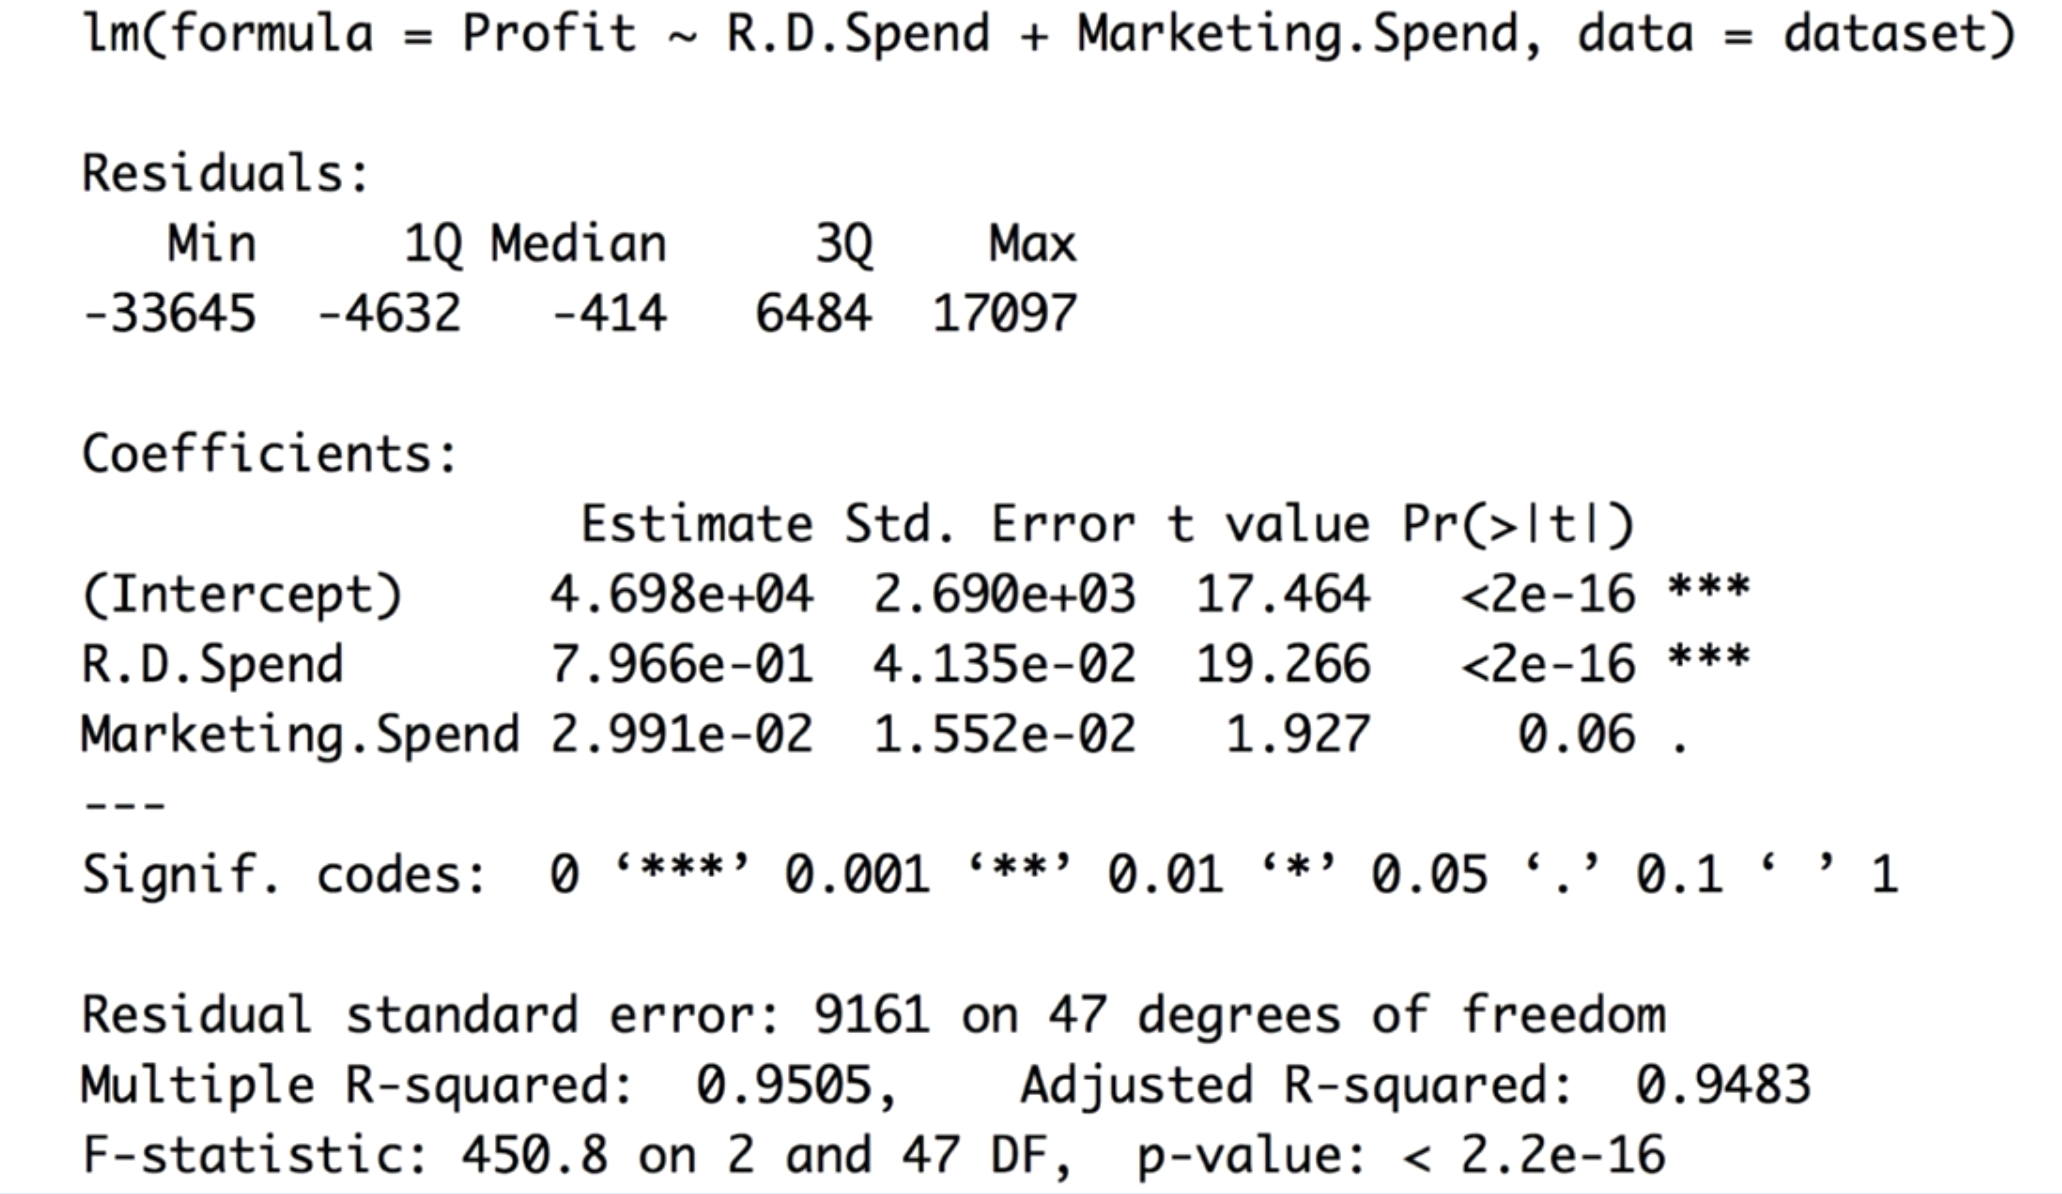 lm(formula = Profit ~ R.D.Spend + Marketing.Spend, data = dataset)
Residuals:
   Min     1Q Median     3Q    Max
-33645  -4632   -414   6484  17097
Coefficients:
                 Estimate Std. Error t value Pr(>|t|)
(Intercept)     4.698e+04  2.690e+03  17.464   <2e-16 ***
R.D.Spend       7.966e-01  4.135e-02  19.266   <2e-16 ***
Marketing.Spend 2.991e-02  1.552e-02   1.927     0.06 .
---
Signif. codes:  0 ‘***’ 0.001 ‘**’ 0.01 ‘*’ 0.05 ‘.’ 0.1 ‘ ’ 1
Residual standard error: 9161 on 47 degrees of freedom
Multiple R-squared:  0.9505,    Adjusted R-squared:  0.9483
F-statistic: 450.8 on 2 and 47 DF,  p-value: < 2.2e-16